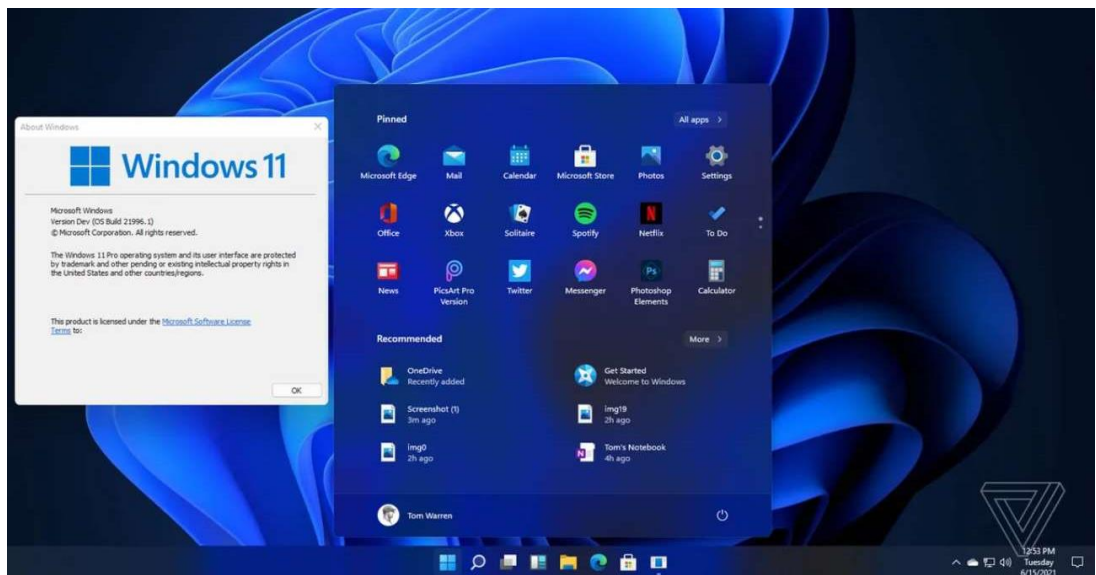 About Windows
Windows 11
Microsoft Windows
Version Dev (OS Build 21996.1)
© Microsoft Corporation. All rights reserved.
The Windows 11 Pro operating system and its user interface are protected
by trademark and other pending or existing intellectual property rights in
the United States and other countries/regions.
This product is licensed under the Microsoft Software License
Terms to:
OK
Pinned
All apps >
Microsoft Edge
Mail
Calendar
Microsoft Store
Photos
Settings
Office
Xbox
Solitaire
Spotify
Netflix
To Do
News
PicsArt Pro
Version
Twitter
Messenger
Ps
Photoshop
Elements
Calculator
Recommended
More >
OneDrive
Recently added
Get Started
Welcome to Windows
Screenshot (1)
3m ago
img19
2h ago
img0
2h ago
Tom's Notebook
4h ago
Tom Warren
12:53 PM
Tuesday
6/15/2021